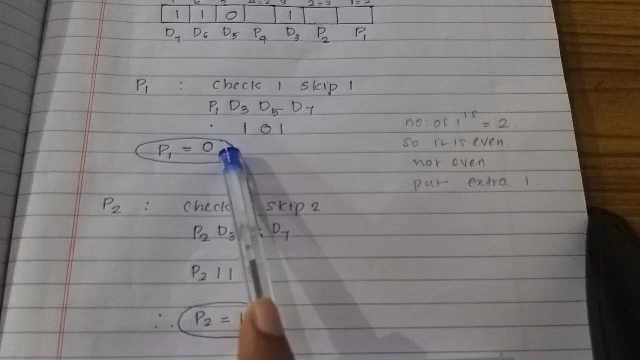 1 1 0 1
D7 D6 D5 P4 D3 P2 P1
P1 : check 1 skip 1
P1 D3 D5 D7
1 0 1
P1 = 0
no: of 1's = 2
so it is even
not even
put extra 1.
P2 : check skip 2
P2 D3 D7
P2 1 1
∴ P2 =